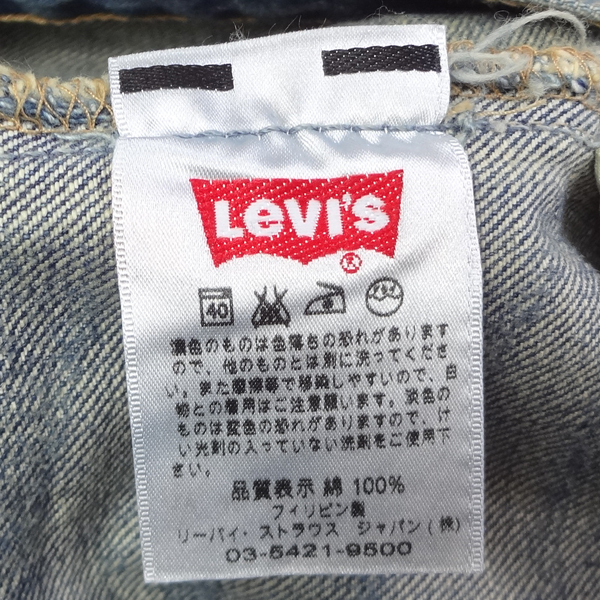 Levi's
®
40
濃色のものは色落ちの恐れがあります
ので、他のものとは別に洗ってくださ
い。また摩擦等で移染しやすいので、白
物との着用はご注意願います。淡色の
ものは変色の恐れがありますので、け
い光剤の入っていない洗剤をご使用下
さい。
品質表示 綿 100%
フィリピン製
リーバイ・ストラウス ジャパン(株)
03-5421-9500